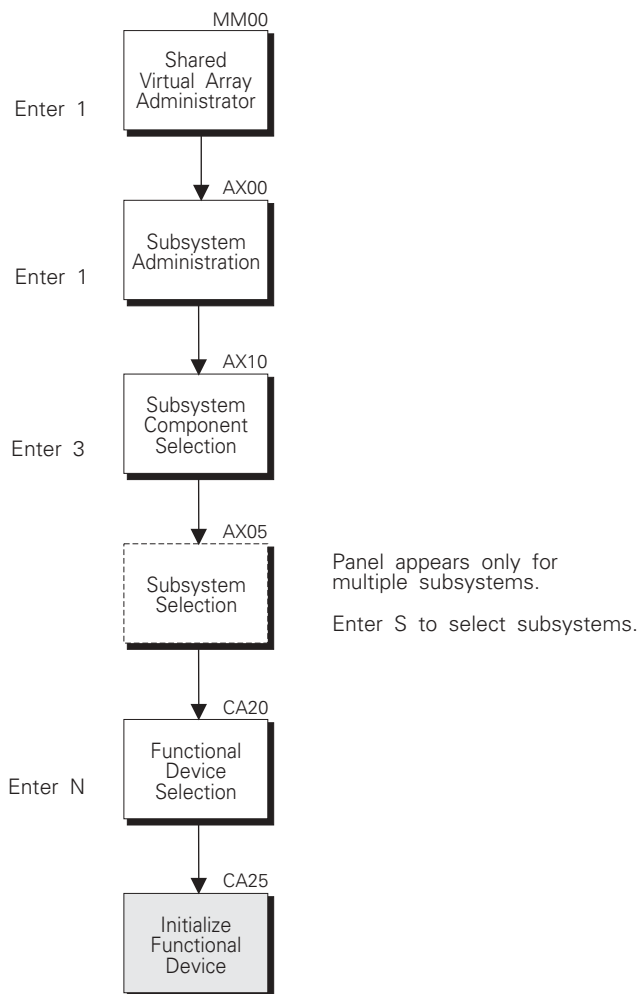 MM00
Shared
Virtual Array
Administrator
Enter 1
AX00
Subsystem
Administration
Enter 1
AX10
Subsystem
Component
Selection
Enter 3
AX05
Subsystem
Selection
Panel appears only for
multiple subsystems.
Enter S to select subsystems.
CA20
Functional
Device
Selection
Enter N
CA25
Initialize
Functional
Device